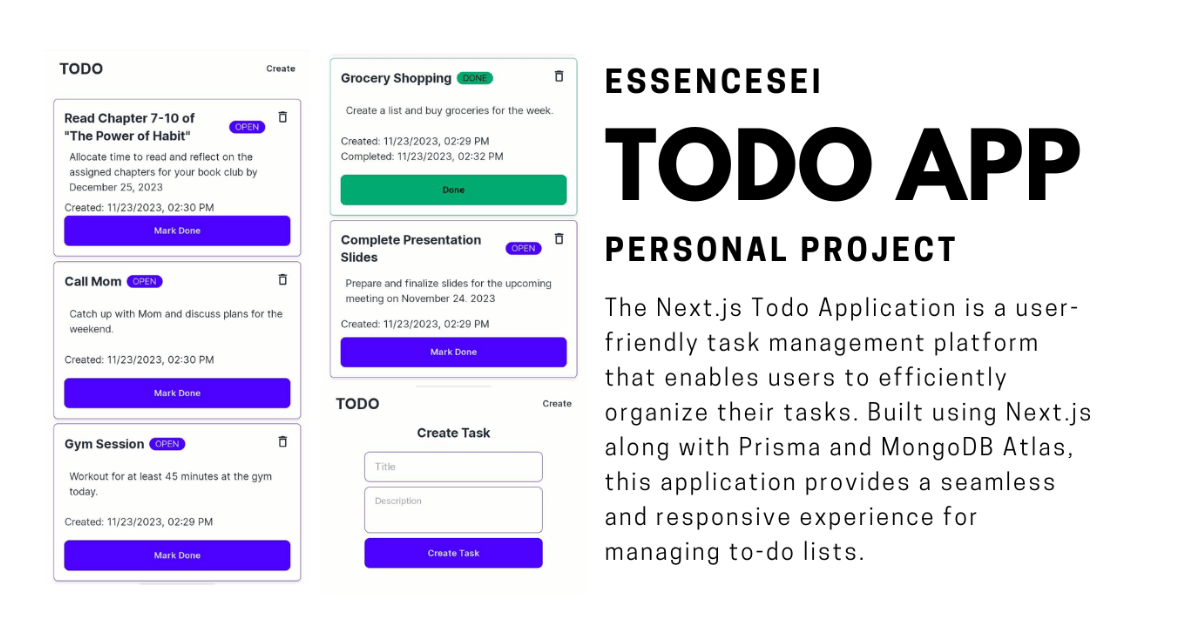 TODO
Create
Read Chapter 7-10 of
"The Power of Habit"
OPEN
Allocate time to read and reflect on the
assigned chapters for your book club by
December 25, 2023
Created: 11/23/2023, 02:30 PM
Mark Done
Call Mom OPEN
Catch up with Mom and discuss plans for the
weekend.
Created: 11/23/2023, 02:30 PM
Mark Done
Gym Session OPEN
Workout for at least 45 minutes at the gym
today.
Created: 11/23/2023, 02:29 PM
Mark Done
Grocery Shopping DONE
Create a list and buy groceries for the week.
Created: 11/23/2023, 02:29 PM
Completed: 11/23/2023, 02:32 PM
Done
Complete Presentation
Slides
OPEN
Prepare and finalize slides for the upcoming
meeting on November 24. 2023
Created: 11/23/2023, 02:29 PM
Mark Done
TODO
Create
Create Task
Title
Description
Create Task
ESSENCESEI
TODO APP
PERSONAL PROJECT
The Next.js Todo Application is a user-
friendly task management platform
that enables users to efficiently
organize their tasks. Built using Next.js
along with Prisma and MongoDB Atlas,
this application provides a seamless
and responsive experience for
managing to-do lists.